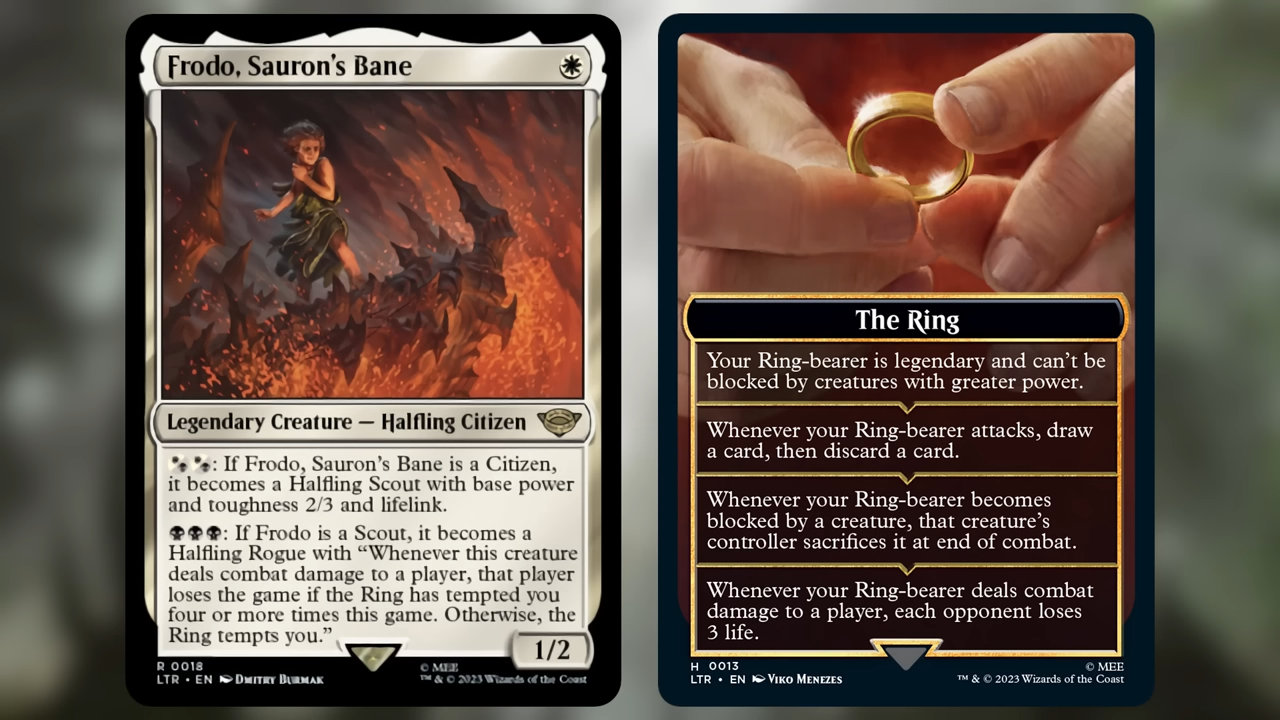 Frodo, Sauron's Bane
Legendary Creature — Halfling Citizen
: If Frodo, Sauron's Bane is a Citizen,
it becomes a Halfling Scout with base power
and toughness 2/3 and lifelink.
: If Frodo is a Scout, it becomes a
Halfling Rogue with “Whenever this creature
deals combat damage to a player, that player
loses the game if the Ring has tempted you
four or more times this game. Otherwise, the
Ring tempts you.”
1/2
R 0018
LTR • EN Dmitry Burmak
© MEE
™ & © 2023 Wizards of the Coast
The Ring
Your Ring-bearer is legendary and can't be
blocked by creatures with greater power.
Whenever your Ring-bearer attacks, draw
a card, then discard a card.
Whenever your Ring-bearer becomes
blocked by a creature, that creature's
controller sacrifices it at end of combat.
Whenever your Ring-bearer deals combat
damage to a player, each opponent loses
3 life.
H 0013
LTR • EN Viko Menezes
© MEE
™ & © 2023 Wizards of the Coast